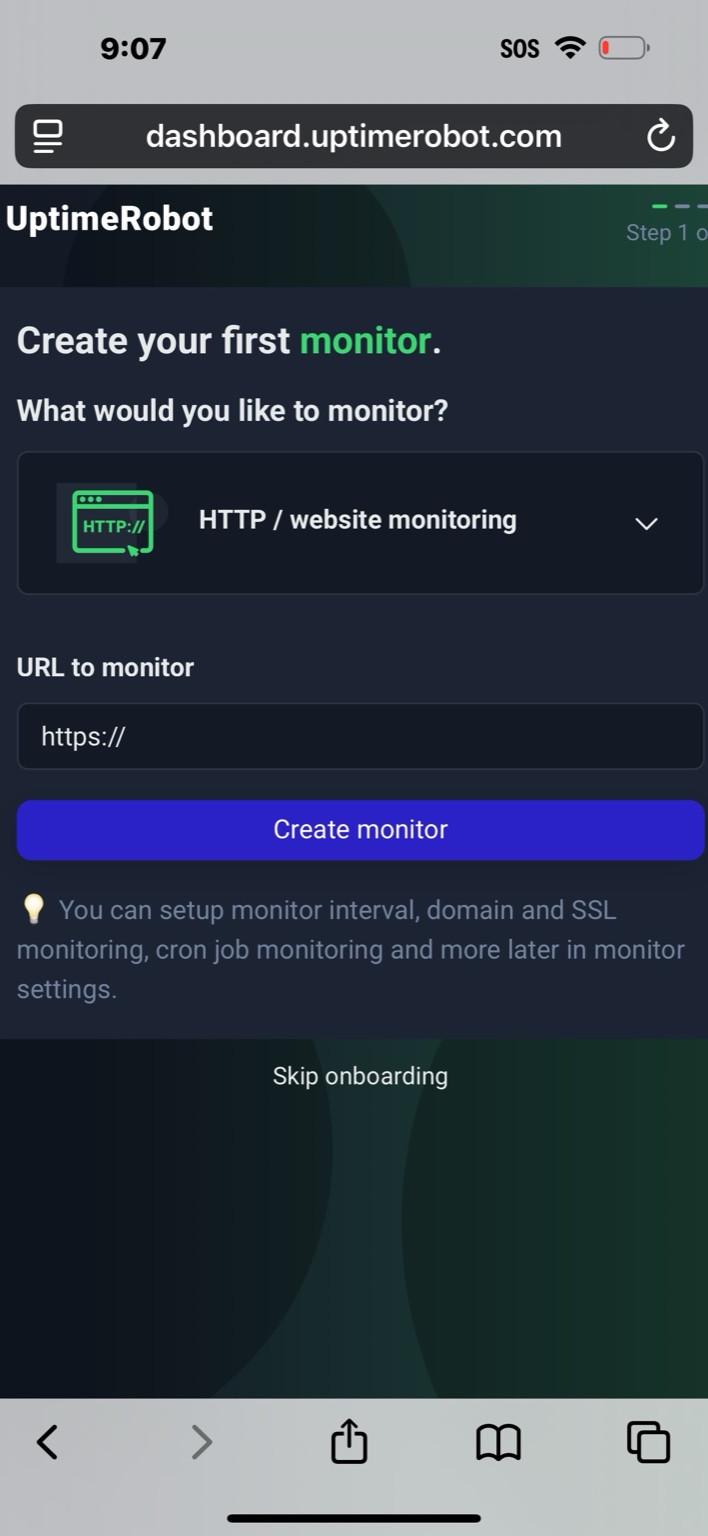 9:07
SOS
dashboard.uptimerobot.com
UptimeRobot
Step 1 o
Create your first monitor.
What would you like to monitor?
HTTP://
HTTP / website monitoring
URL to monitor
https://
Create monitor
💡 You can setup monitor interval, domain and SSL
monitoring, cron job monitoring and more later in monitor
settings.
Skip onboarding